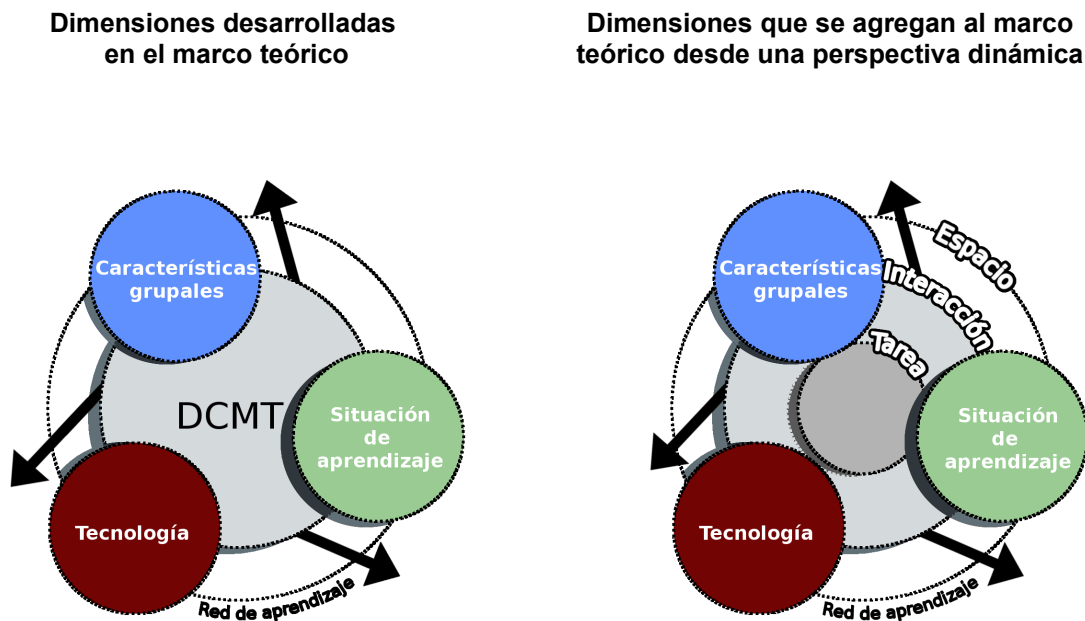 Dimensiones desarrolladas
en el marco teórico
Características
grupales
DCMT
Situación
de
aprendizaje
Tecnología
Red de aprendizaje
Dimensiones que se agregan al marco
teórico desde una perspectiva dinámica
Espacio
Interacción
Tarea
Características
grupales
Situación
de
aprendizaje
Tecnología
Red de aprendizaje